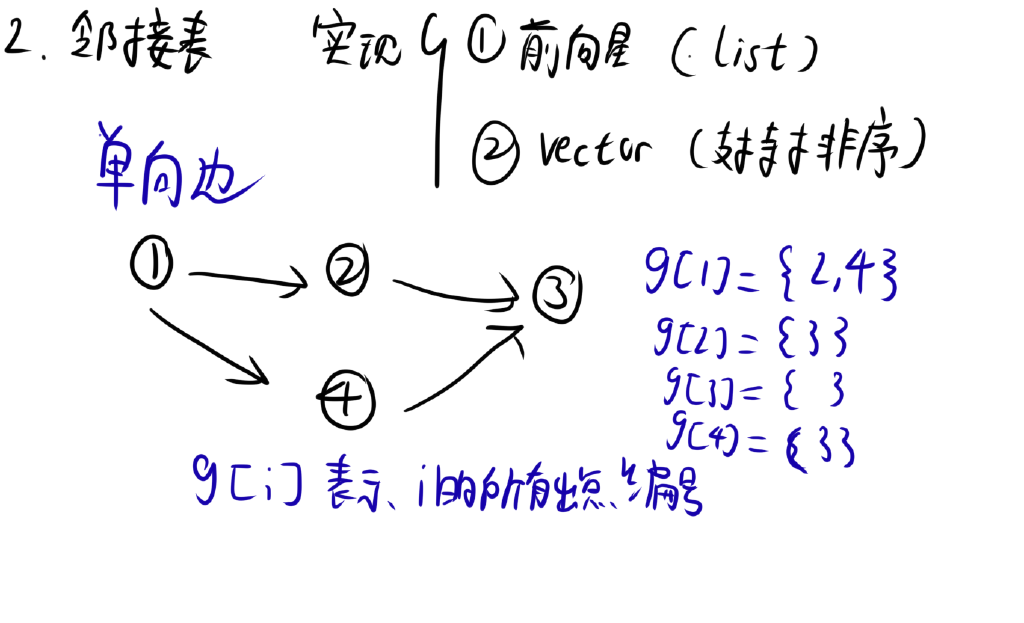 2. 邻接表 实现 ① 前向星 (list)
② vector (支持排序)
单向边
① ② ③
④
g[1] = {2,4}
g[2] = {3}
g[3] = { }
g[4] = {3}
g[i] 表示 i的所有出点编号